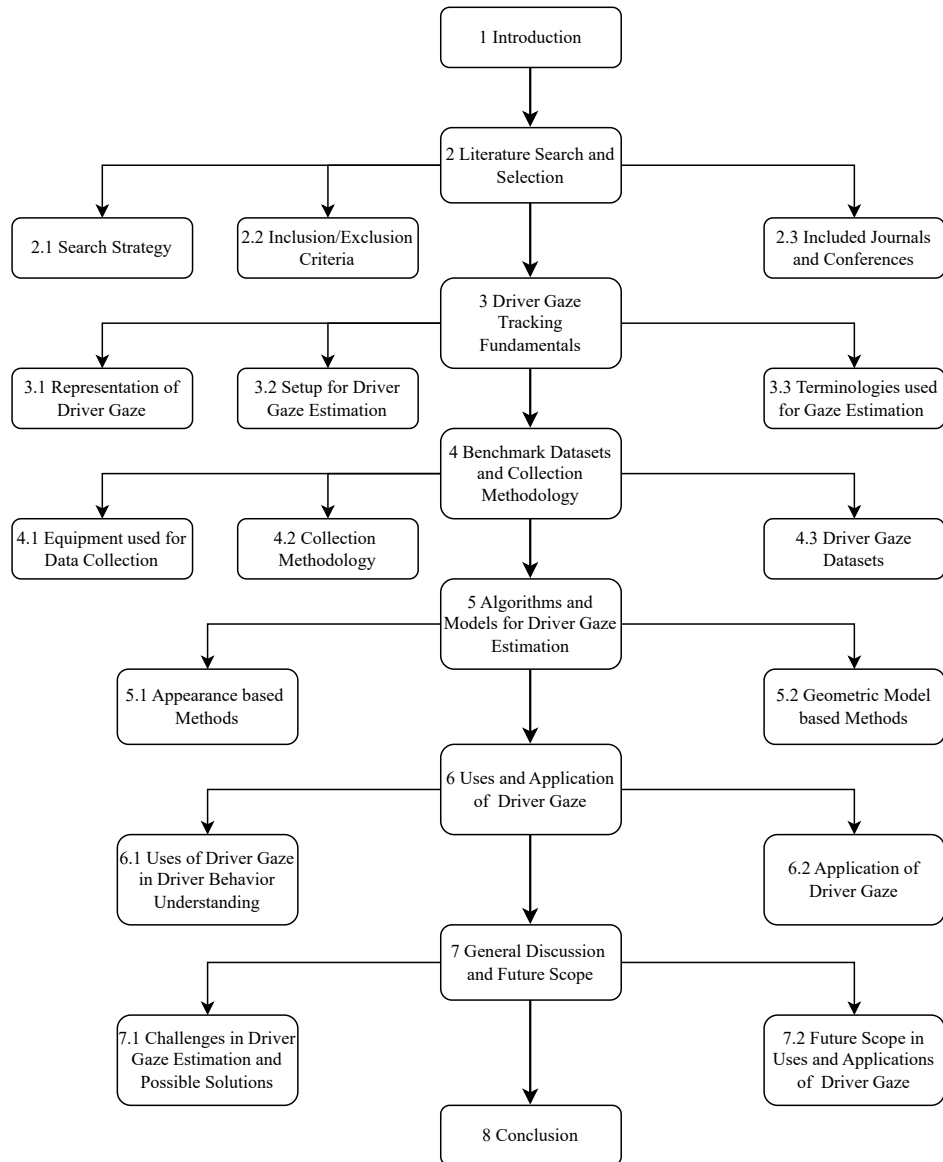 1 Introduction
2 Literature Search and
Selection
2.1 Search Strategy
2.2 Inclusion/Exclusion
Criteria
2.3 Included Journals
and Conferences
3 Driver Gaze
Tracking
Fundamentals
3.1 Representation of
Driver Gaze
3.2 Setup for Driver
Gaze Estimation
3.3 Terminologies used
for Gaze Estimation
4 Benchmark Datasets
and Collection
Methodology
4.1 Equipment used for
Data Collection
4.2 Collection
Methodology
4.3 Driver Gaze
Datasets
5 Algorithms and
Models for Driver Gaze
Estimation
5.1 Appearance based
Methods
5.2 Geometric Model
based Methods
6 Uses and Application
of Driver Gaze
6.1 Uses of Driver Gaze
in Driver Behavior
Understanding
6.2 Application of
Driver Gaze
7 General Discussion
and Future Scope
7.1 Challenges in Driver
Gaze Estimation and
Possible Solutions
7.2 Future Scope in
Uses and Applications
of Driver Gaze
8 Conclusion